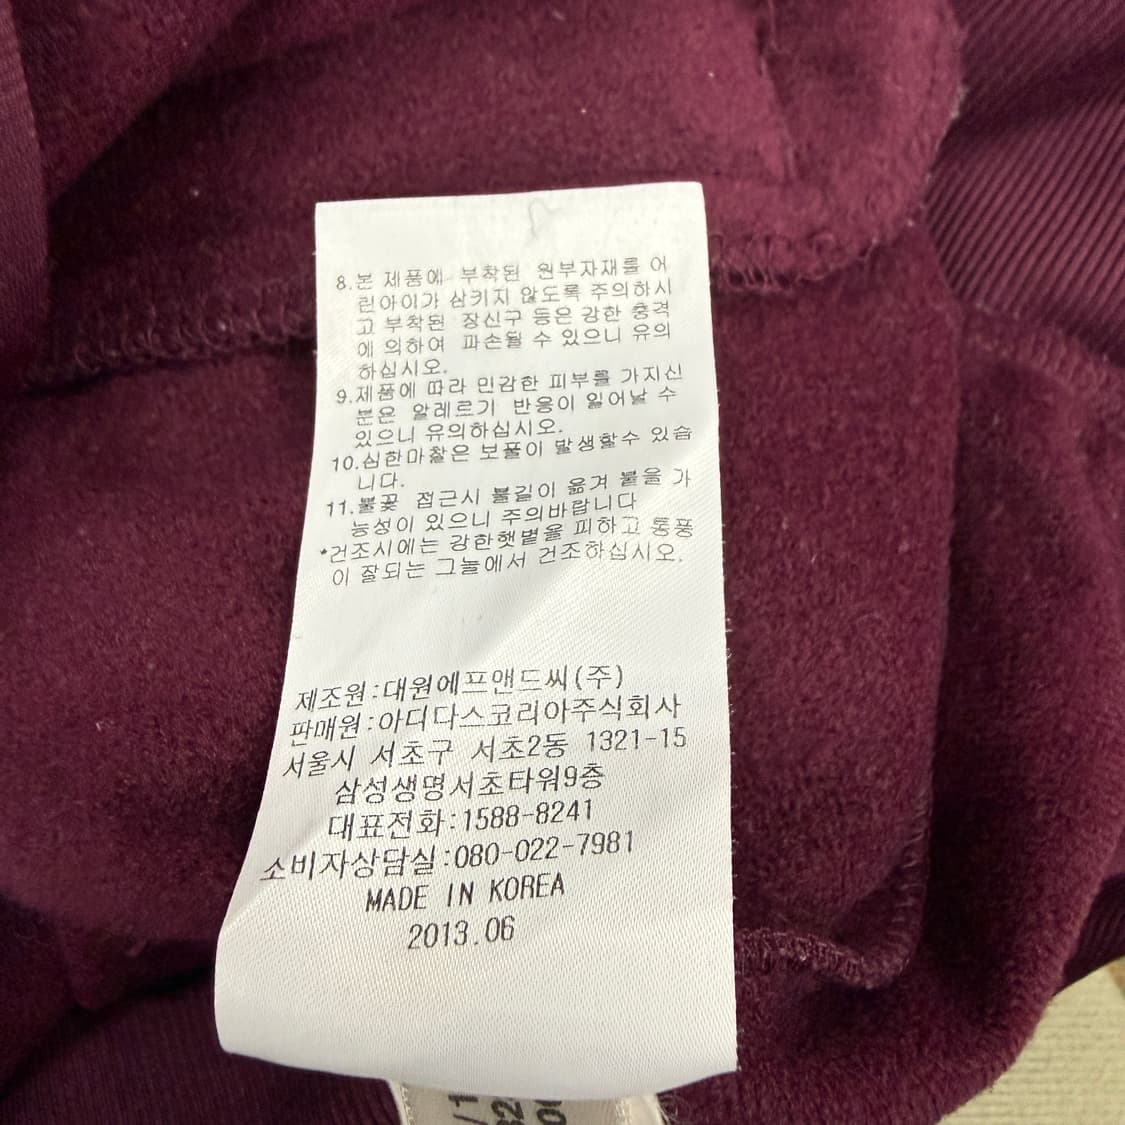 8.본 제품에 부착된 원부자재를 어
린아이가 삼키지 않도록 주의하시
고 부착된 장신구 등은 강한 충격
에 의하여 파손될 수 있으니 유의
하십시오.
9.제품에 따라 민감한 피부를 가지신
분은 알레르기 반응이 일어날 수
있으니 유의하십시오.
10.심한마찰은 보풀이 발생할수 있습
니다.
11.불꽃 접근시 불길이 옮겨 붙을 가
능성이 있으니 주의바랍니다
*건조시에는 강한햇볕을 피하고 통풍
이 잘되는 그늘에서 건조하십시오.
제조원:대원에프앤드씨(주)
판매원:아디다스코리아주식회사
서울시 서초구 서초2동 1321-15
삼성생명서초타워9층
대표전화:1588-8241
소비자상담실:080-022-7981
MADE IN KOREA
2013.06